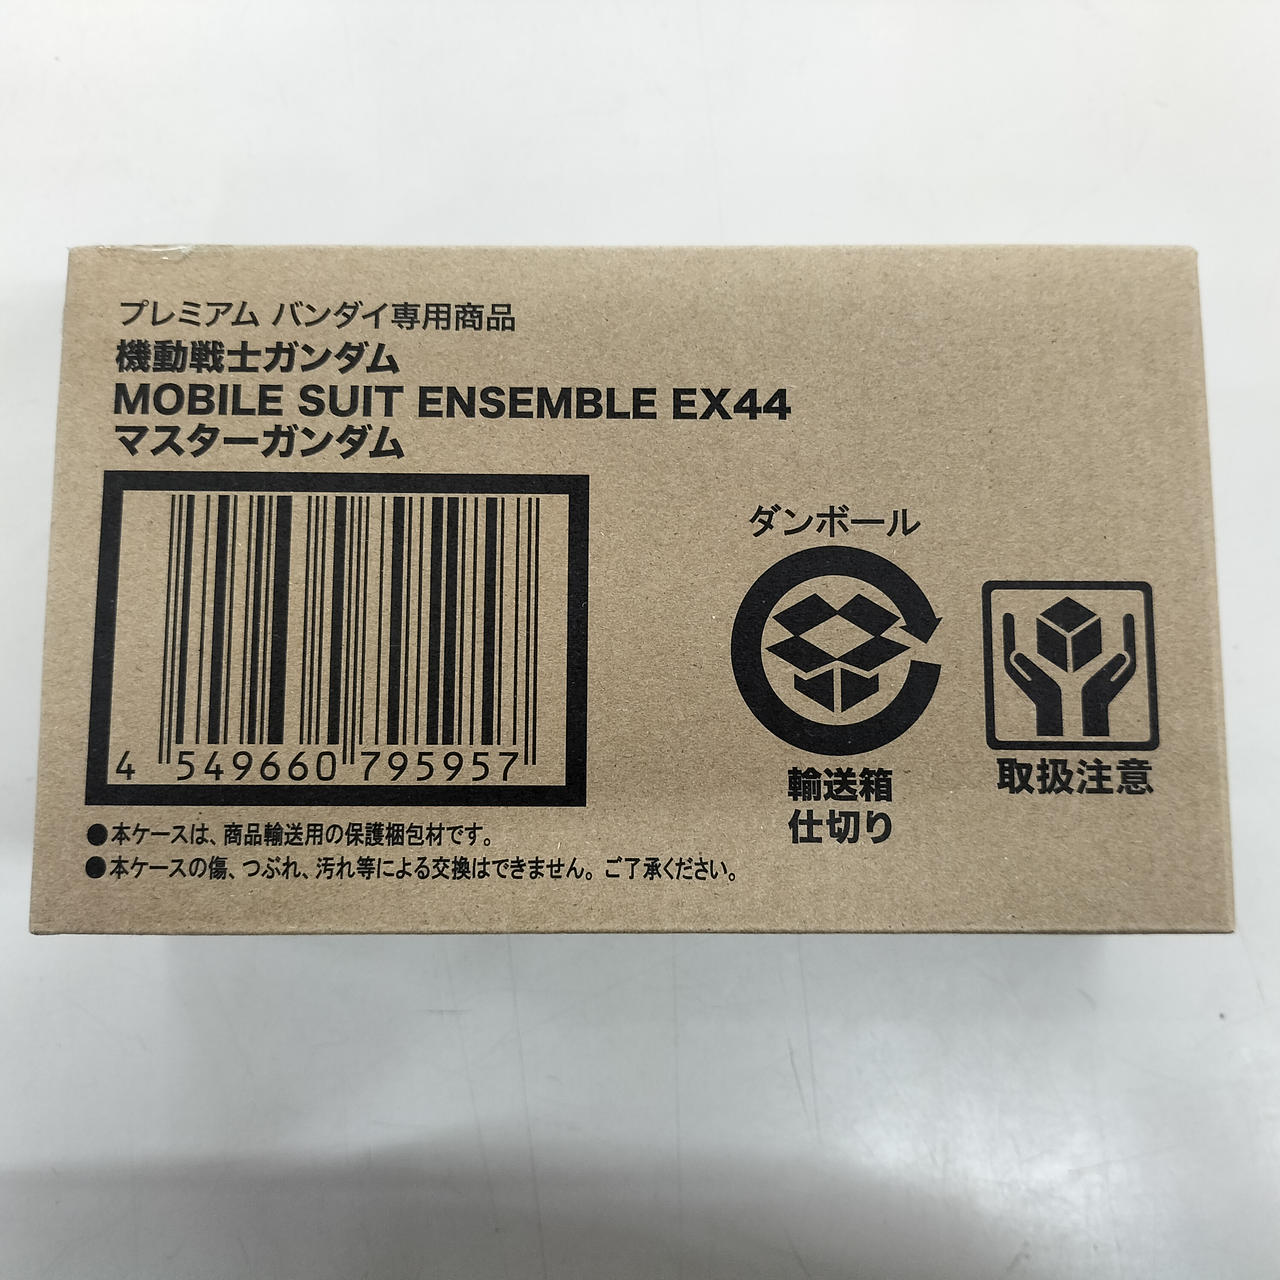 プレミアム バンダイ専用商品
機動戦士ガンダム
MOBILE SUIT ENSEMBLE EX44
マスターガンダム
4 549660 795957
ダンボール
輸送箱
仕切り
取扱注意
●本ケースは、商品輸送用の保護梱包材です。
●本ケースの傷、つぶれ、汚れ等による交換はできません。ご了承ください。